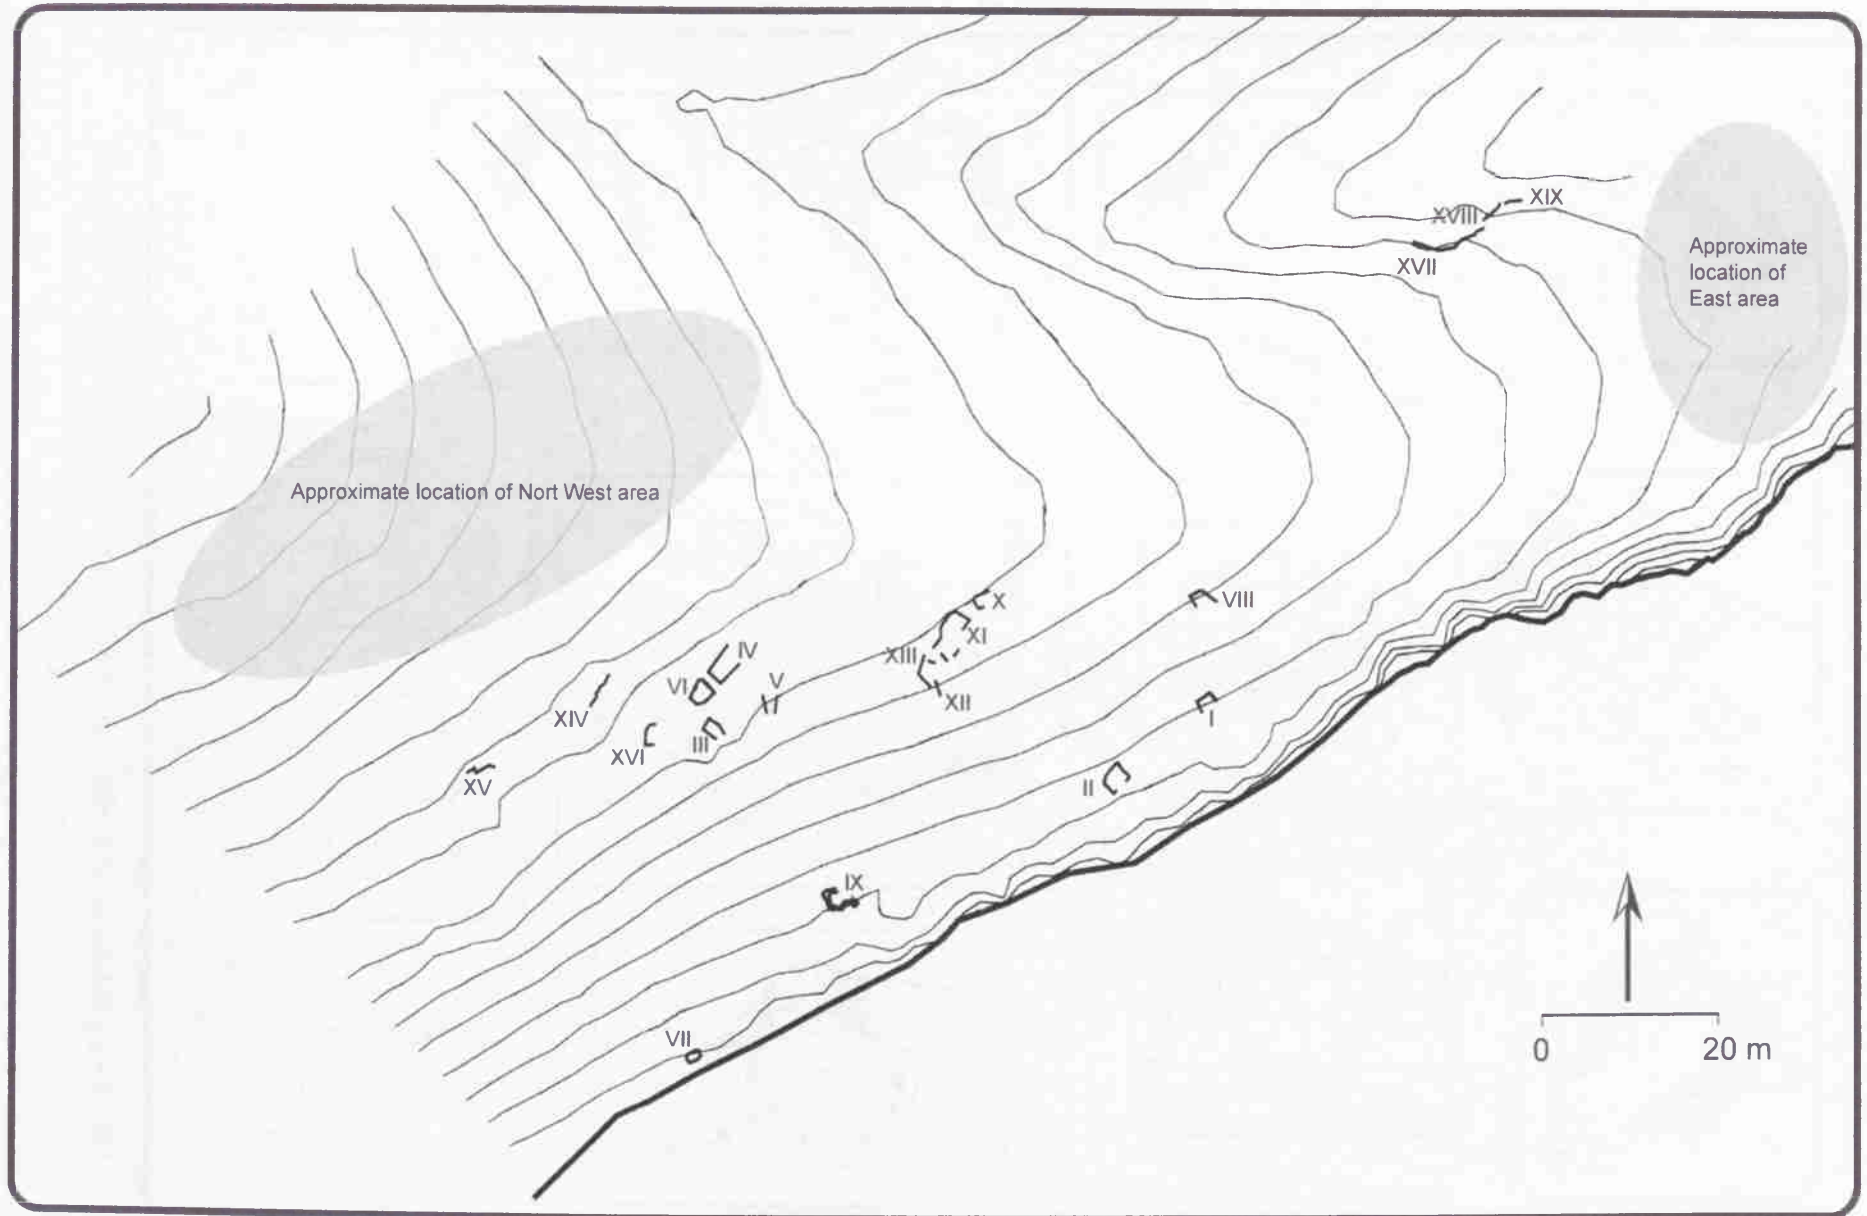 XIX
XVIII
Approximate
location of
East area
XVII
Approximate location of Nort West area
X
VIII
XI
XIII
IV
VI
V
XII
XIV
I
III
XVI
XV
II
IX
VII
0 20 m